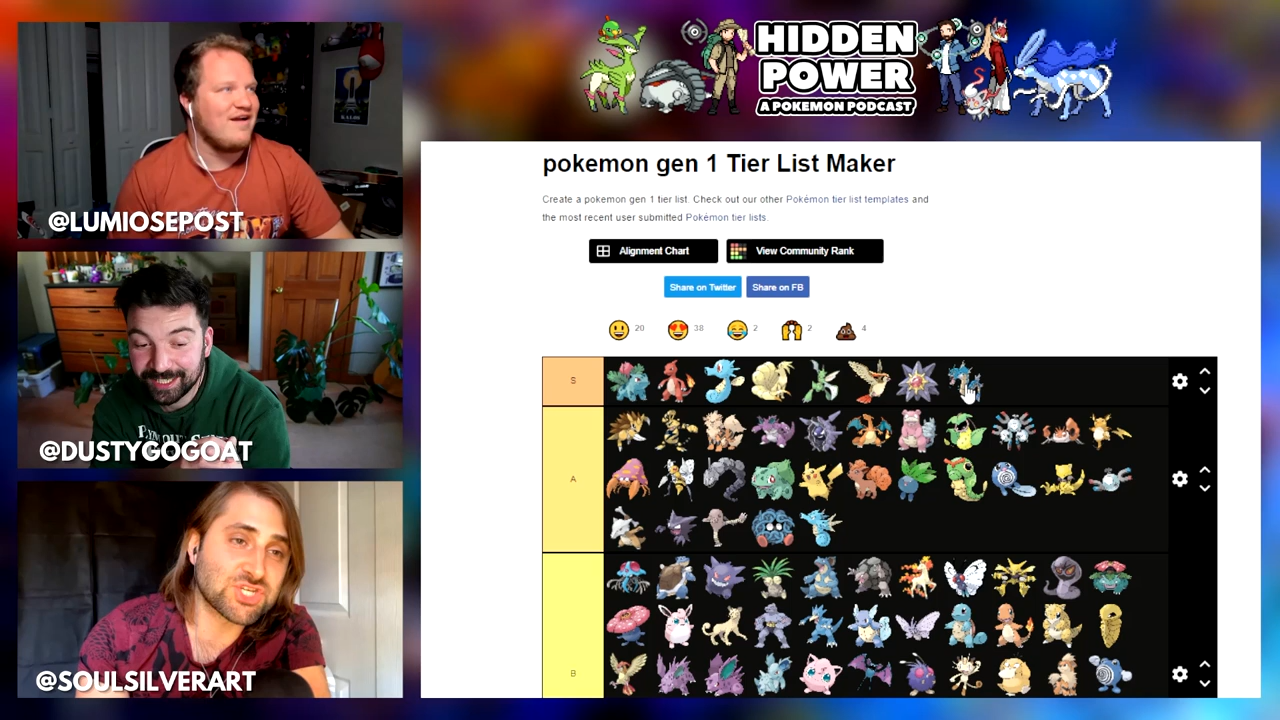 HIDDEN
POWER
A POKEMON PODCAST
pokemon gen 1 Tier List Maker
Create a pokemon gen 1 tier list. Check out our other Pokémon tier list templates and
the most recent user submitted Pokémon tier lists.
Alignment Chart
View Community Rank
Share on Twitter
Share on FB
20
38
2
2
4
S
A
B
KALOS
@LUMIOSEPOST
@DUSTYGOGOAT
@SOULSILVERART